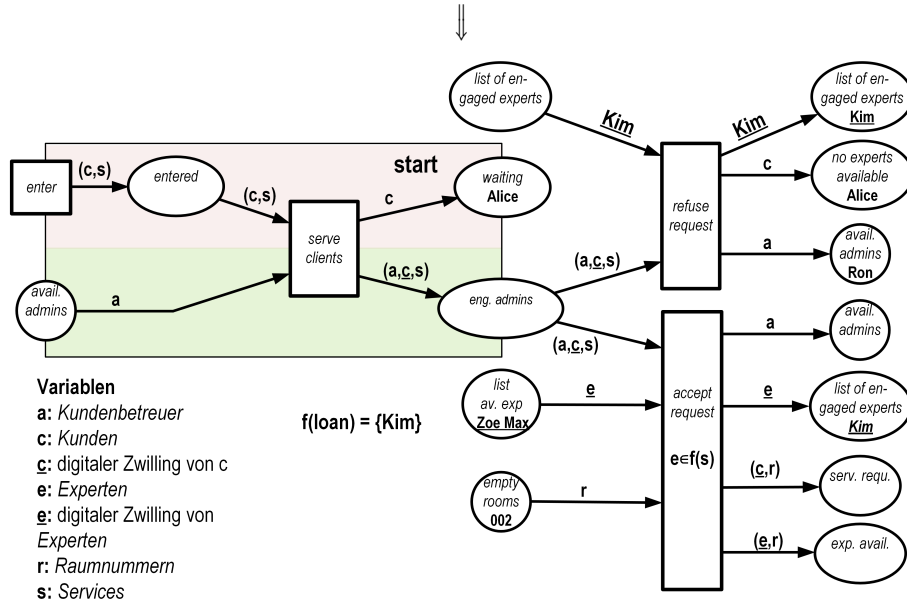 ⇓
list of en-
gaged experts
Kim
Kim
list of en-
gaged experts
Kim
enter
(c,s)
entered
(c,s)
start
serve
clients
c
waiting
Alice
refuse
request
c
no experts
available
Alice
a
avail.
admins
Ron
avail.
admins
a
(a,c,s)
eng. admins
(a,c,s)
(a,c,s)
a
avail.
admins
list
av. exp
Zoe Max
e
accept
request
e∈f(s)
e
list of en-
gaged experts
Kim
empty
rooms
002
r
(c,r)
serv. requ.
(e,r)
exp. avail.
f(loan) = {Kim}
Variablen
a: Kundenbetreuer
c: Kunden
c: digitaler Zwilling von c
e: Experten
e: digitaler Zwilling von
Experten
r: Raumnummern
s: Services